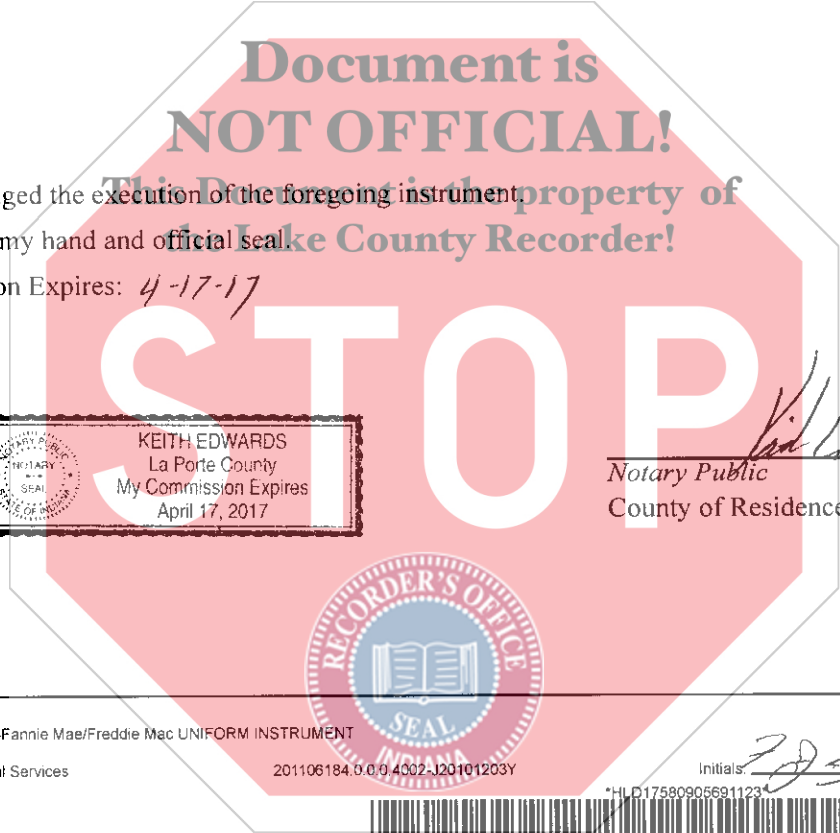 Document is
NOT OFFICIAL!
This Document is the property of
the Lake County Recorder!
ged the execution of the foregoing instrument.
my hand and official seal.
on Expires: 4-17-17
STOP
NOTARY PUBLIC
NOTARY
SEAL
STATE OF INDIANA
KEITH EDWARDS
La Porte County
My Commission Expires
April 17, 2017
Notary Public
County of Residence
RECORDER'S OFFICE
SEAL
INDIANA
Fannie Mae/Freddie Mac UNIFORM INSTRUMENT
Services
201106184.0.0.0.4002-J20101203Y
Initials:
*HLD17580905691123*